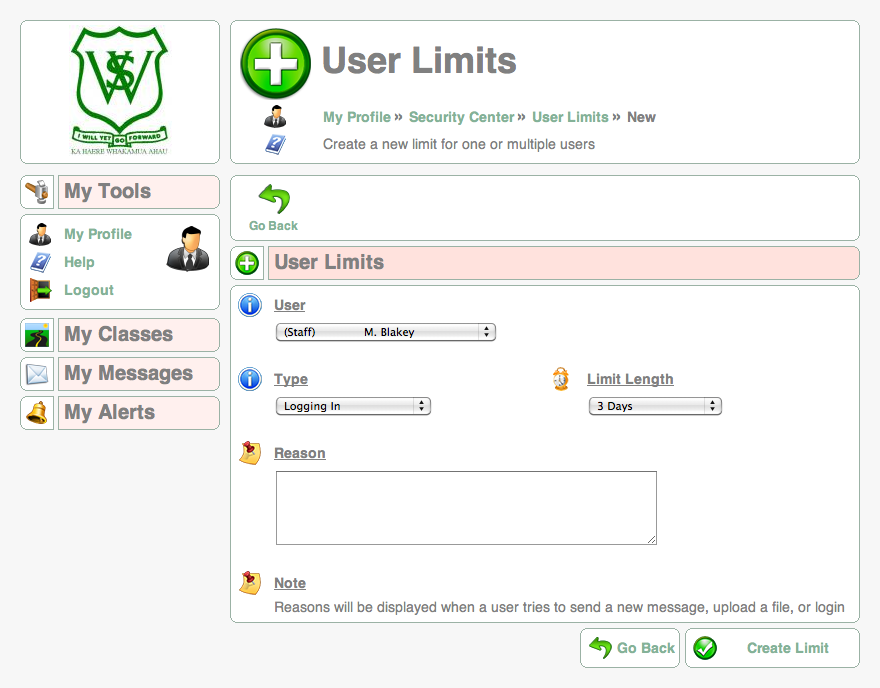 WSS
I WILL YET GO FORWARD
KA HAERE WHAKAMUA AHAU
User Limits
My Profile » Security Center » User Limits » New
Create a new limit for one or multiple users
My Tools
My Profile
Help
Logout
My Classes
My Messages
My Alerts
Go Back
User Limits
User
(Staff) M. Blakey
Type
Limit Length
Logging In
3 Days
Reason
Note
Reasons will be displayed when a user tries to send a new message, upload a file, or login
Go Back
Create Limit